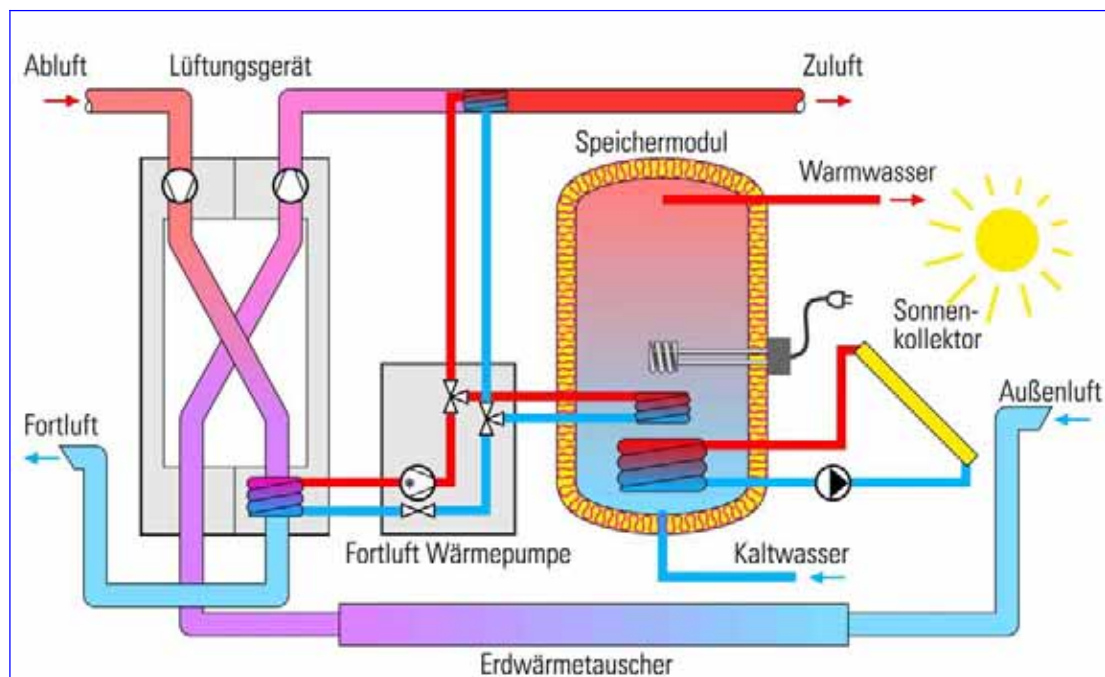 Abluft
Lüftungsgerät
Zuluft
Speichermodul
Warmwasser
Sonnen-
kollektor
Außenluft
Fortluft
Fortluft Wärmepumpe
Kaltwasser
Erdwärmetauscher